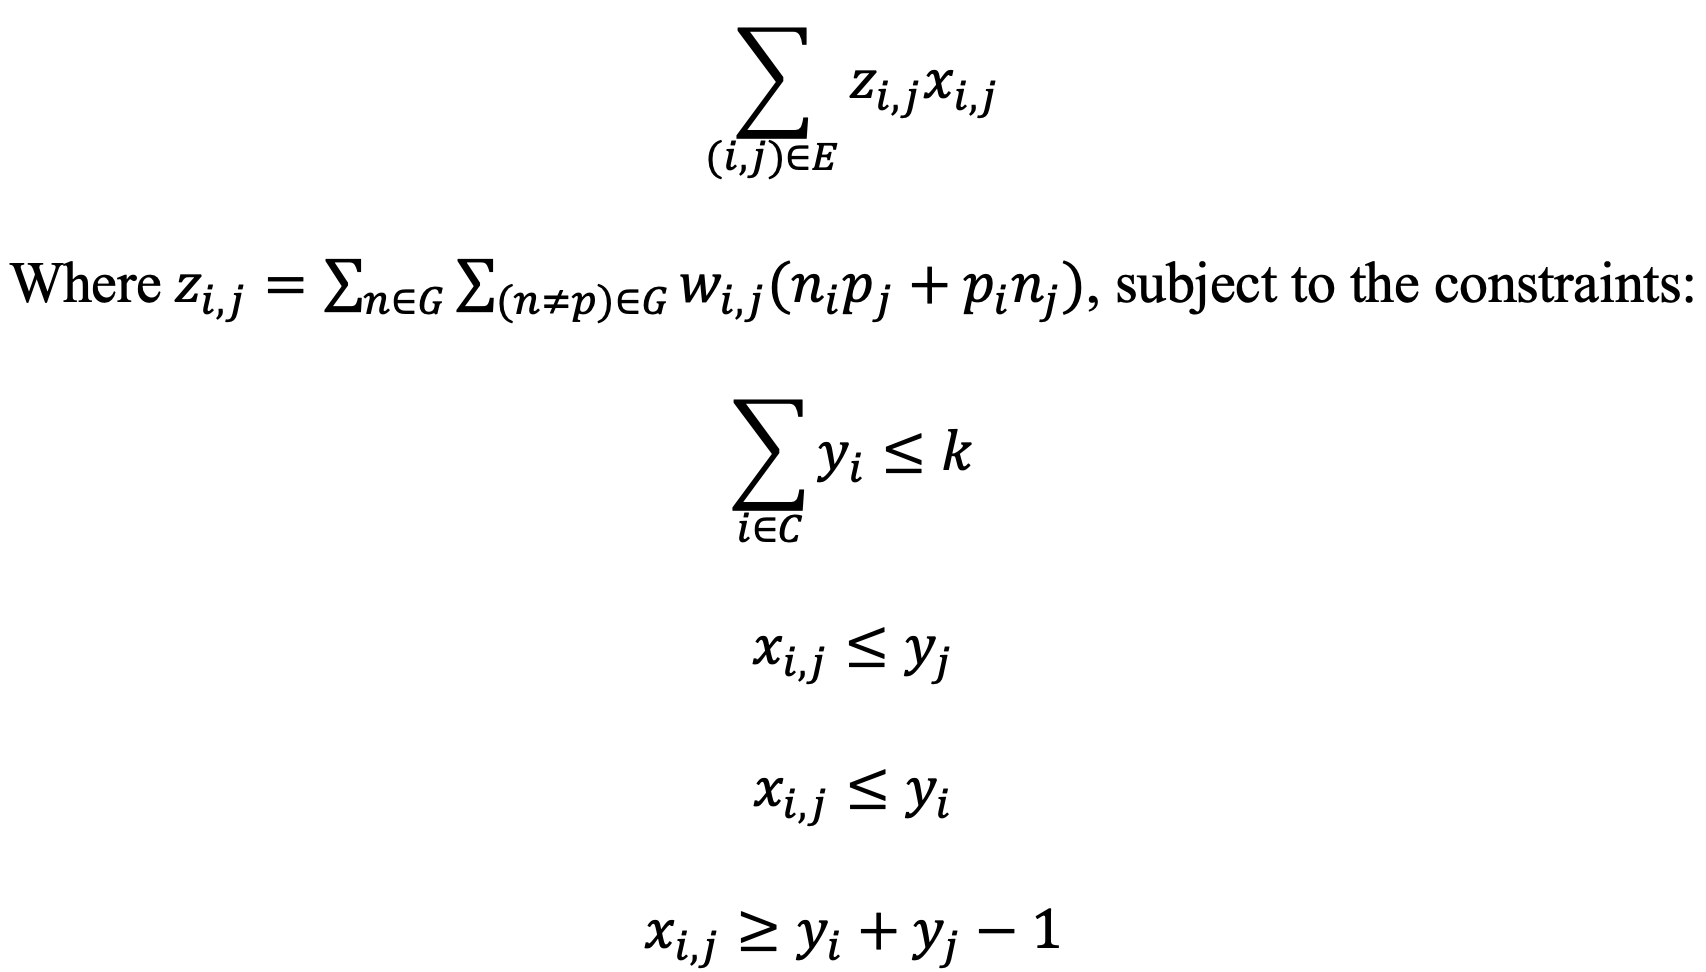 ∑(i,j)∈E z_{i,j}x_{i,j}
Where z_{i,j} = ∑_{n∈G} ∑_{(n≠p)∈G} w_{i,j}(n_i p_j + p_i n_j), subject to the constraints:
∑_{i∈C} y_i ≤ k
x_{i,j} ≤ y_j
x_{i,j} ≤ y_i
x_{i,j} ≥ y_i + y_j − 1